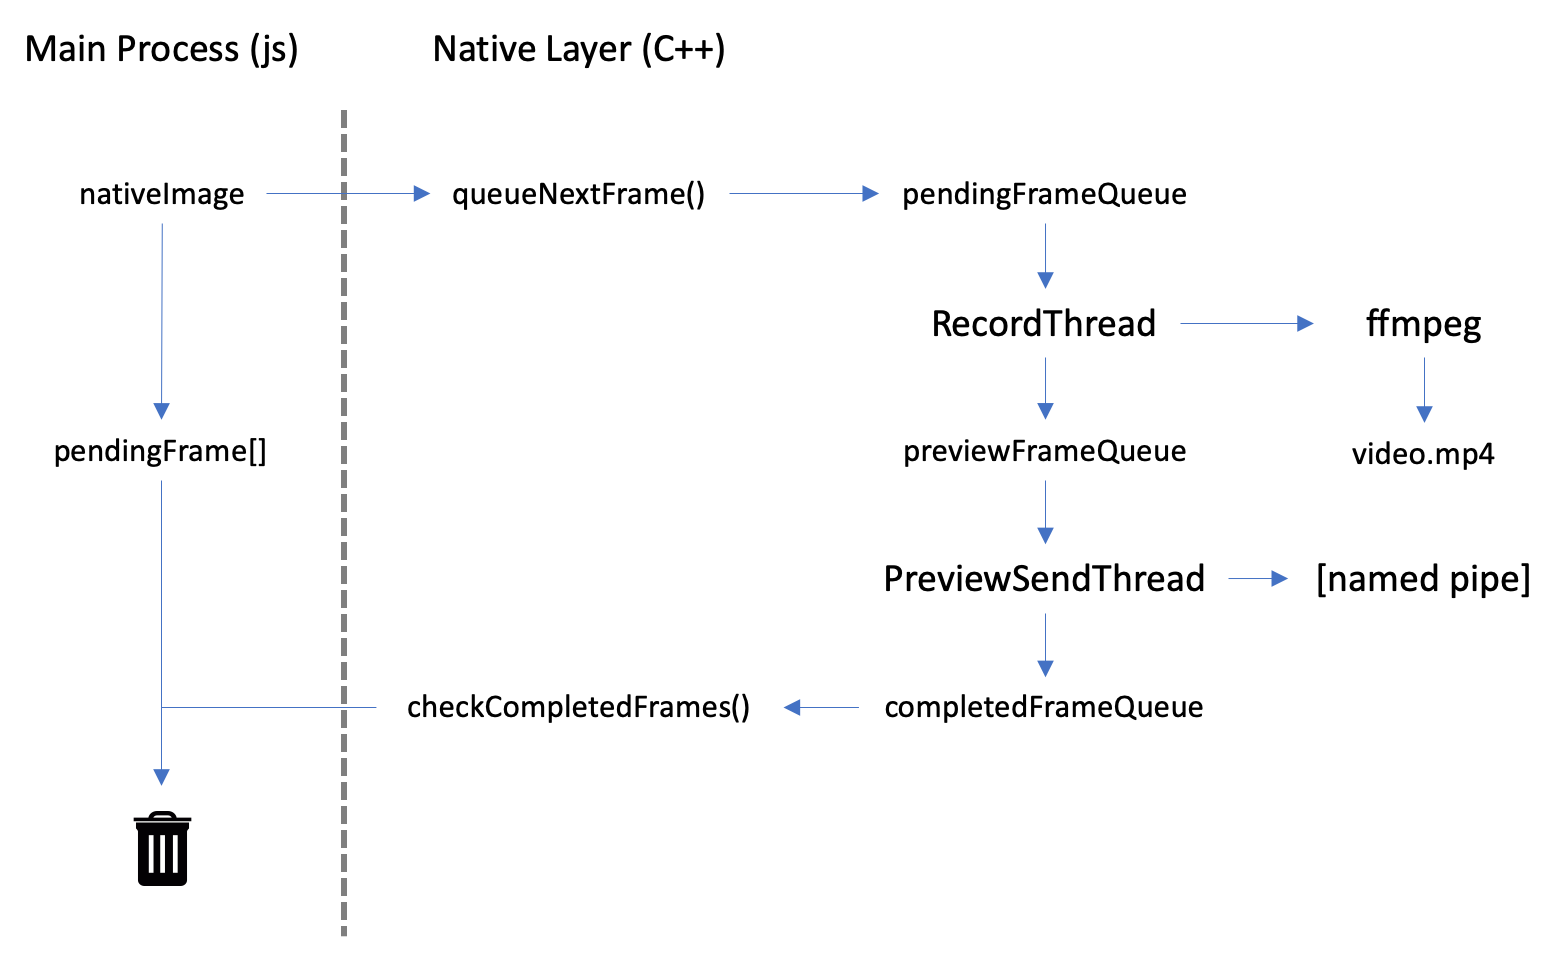 Main Process (js)
Native Layer (C++)
nativeImage
queueNextFrame()
pendingFrameQueue
RecordThread
ffmpeg
pendingFrame[]
previewFrameQueue
video.mp4
PreviewSendThread
[named pipe]
checkCompletedFrames()
completedFrameQueue